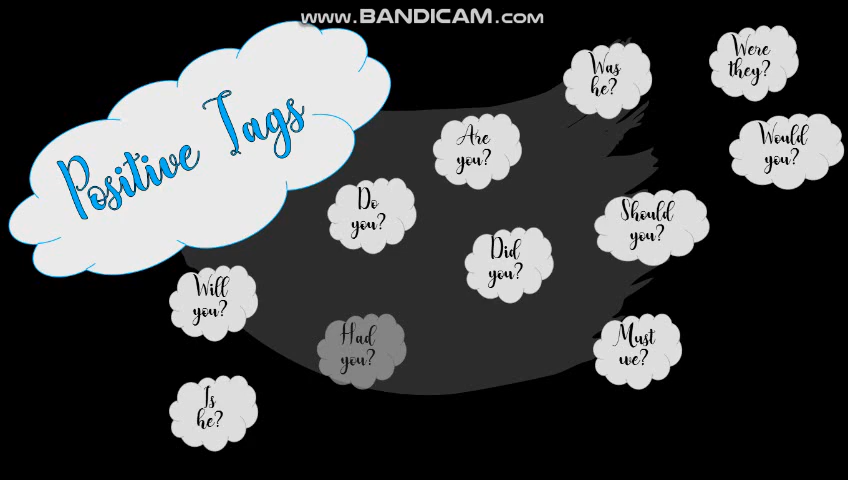 www.BANDICAM.com
Positive Tags
Was
he?
Were
they?
Are
you?
Would
you?
Do
you?
Should
you?
Did
you?
Will
you?
Had
you?
Must
we?
Is
he?